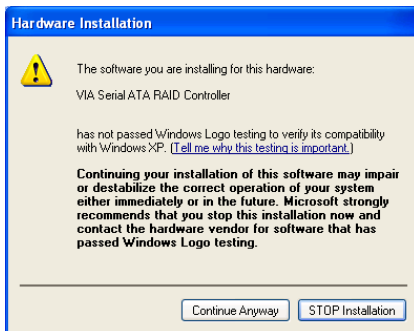 Hardware Installation
The software you are installing for this hardware:
VIA Serial ATA RAID Controller
has not passed Windows Logo testing to verify its compatibility
with Windows XP. (Tell me why this testing is important.)
Continuing your installation of this software may impair
or destabilize the correct operation of your system
either immediately or in the future. Microsoft strongly
recommends that you stop this installation now and
contact the hardware vendor for software that has
passed Windows Logo testing.
Continue Anyway
STOP Installation